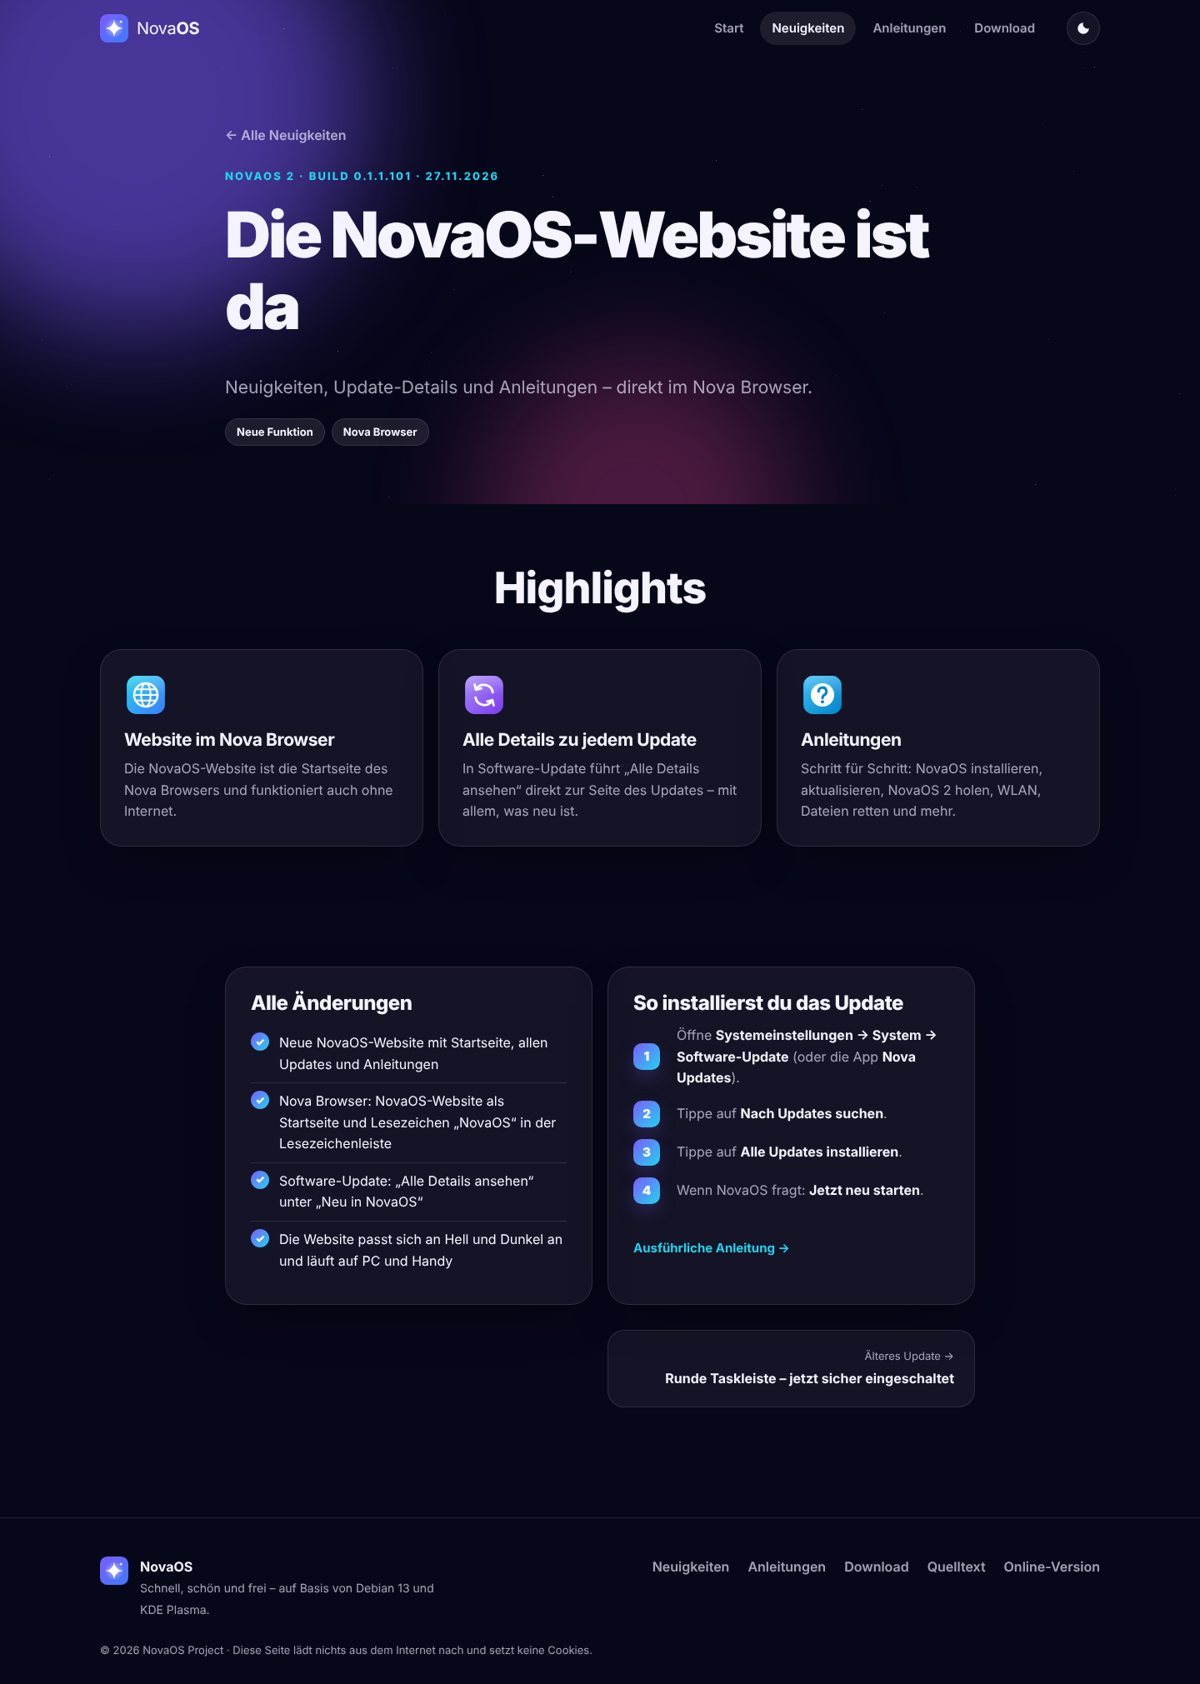 NovaOS
Start
Neuigkeiten
Anleitungen
Download
← Alle Neuigkeiten
NOVAOS 2 · BUILD 0.1.1.101 · 27.11.2026
Die NovaOS-Website ist
da
Neuigkeiten, Update-Details und Anleitungen – direkt im Nova Browser.
Neue Funktion
Nova Browser
Highlights
Website im Nova Browser
Die NovaOS-Website ist die Startseite des
Nova Browsers und funktioniert auch ohne
Internet.
Alle Details zu jedem Update
In Software-Update führt „Alle Details
ansehen“ direkt zur Seite des Updates – mit
allem, was neu ist.
Anleitungen
Schritt für Schritt: NovaOS installieren,
aktualisieren, NovaOS 2 holen, WLAN,
Dateien retten und mehr.
Alle Änderungen
Neue NovaOS-Website mit Startseite, allen
Updates und Anleitungen
Nova Browser: NovaOS-Website als
Startseite und Lesezeichen „NovaOS“ in der
Lesezeichenleiste
Software-Update: „Alle Details ansehen“
unter „Neu in NovaOS“
Die Website passt sich an Hell und Dunkel an
und läuft auf PC und Handy
So installierst du das Update
1 Öffne Systemeinstellungen → System →
Software-Update (oder die App Nova
Updates).
2 Tippe auf Nach Updates suchen.
3 Tippe auf Alle Updates installieren.
4 Wenn NovaOS fragt: Jetzt neu starten.
Ausführliche Anleitung →
Älteres Update →
Runde Taskleiste – jetzt sicher eingeschaltet
NovaOS
Schnell, schön und frei – auf Basis von Debian 13 und
KDE Plasma.
Neuigkeiten
Anleitungen
Download
Quelltext
Online-Version
© 2026 NovaOS Project · Diese Seite lädt nichts aus dem Internet nach und setzt keine Cookies.